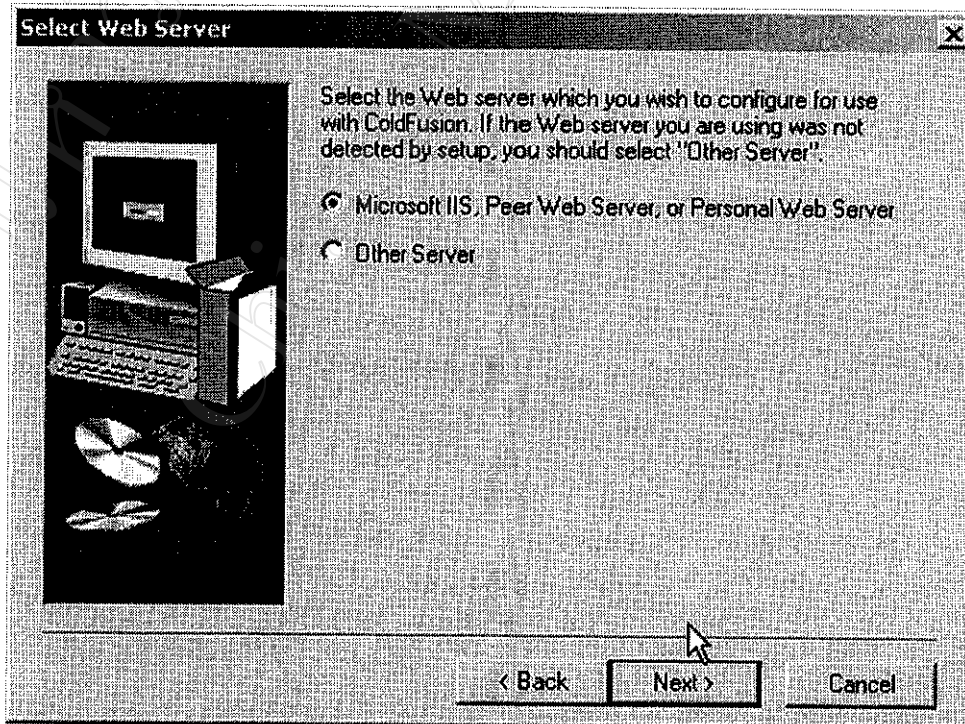 Select Web Server
Select the Web server which you wish to configure for use
with ColdFusion. If the Web server you are using was not
detected by setup, you should select "Other Server".
Microsoft IIS, Peer Web Server, or Personal Web Server
Other Server
< Back
Next >
Cancel